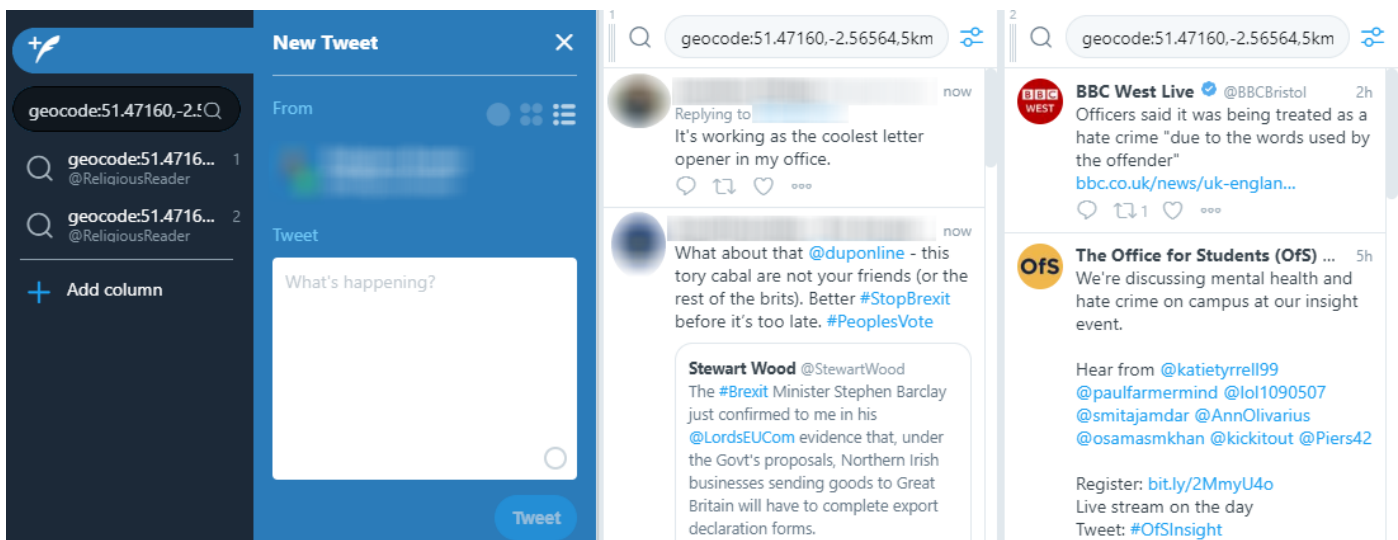 geocode:51.47160,-2.5
geocode:51.4716... 1
@ReligiousReader
geocode:51.4716... 2
@ReligiousReader
Add column
New Tweet
From
Tweet
What's happening?
Tweet
1
geocode:51.47160,-2.56564,5km
now
Replying to
It's working as the coolest letter
opener in my office.
now
What about that @duponline - this
tory cabal are not your friends (or the
rest of the brits). Better #StopBrexit
before it's too late. #PeoplesVote
Stewart Wood @StewartWood
The #Brexit Minister Stephen Barclay
just confirmed to me in his
@LordsEUCom evidence that, under
the Govt's proposals, Northern Irish
businesses sending goods to Great
Britain will have to complete export
declaration forms.
2
geocode:51.47160,-2.56564,5km
BBC WEST
BBC West Live @BBCBristol 2h
Officers said it was being treated as a
hate crime "due to the words used by
the offender"
bbc.co.uk/news/uk-englan...
1
OfS
The Office for Students (OfS) ... 5h
We're discussing mental health and
hate crime on campus at our insight
event.
Hear from @katietyrrell99
@paulfarmermind @lol1090507
@smitajamdar @AnnOlivarius
@osamasmkhan @kickitout @Piers42
Register: bit.ly/2MmyU4o
Live stream on the day
Tweet: #OfSInsight